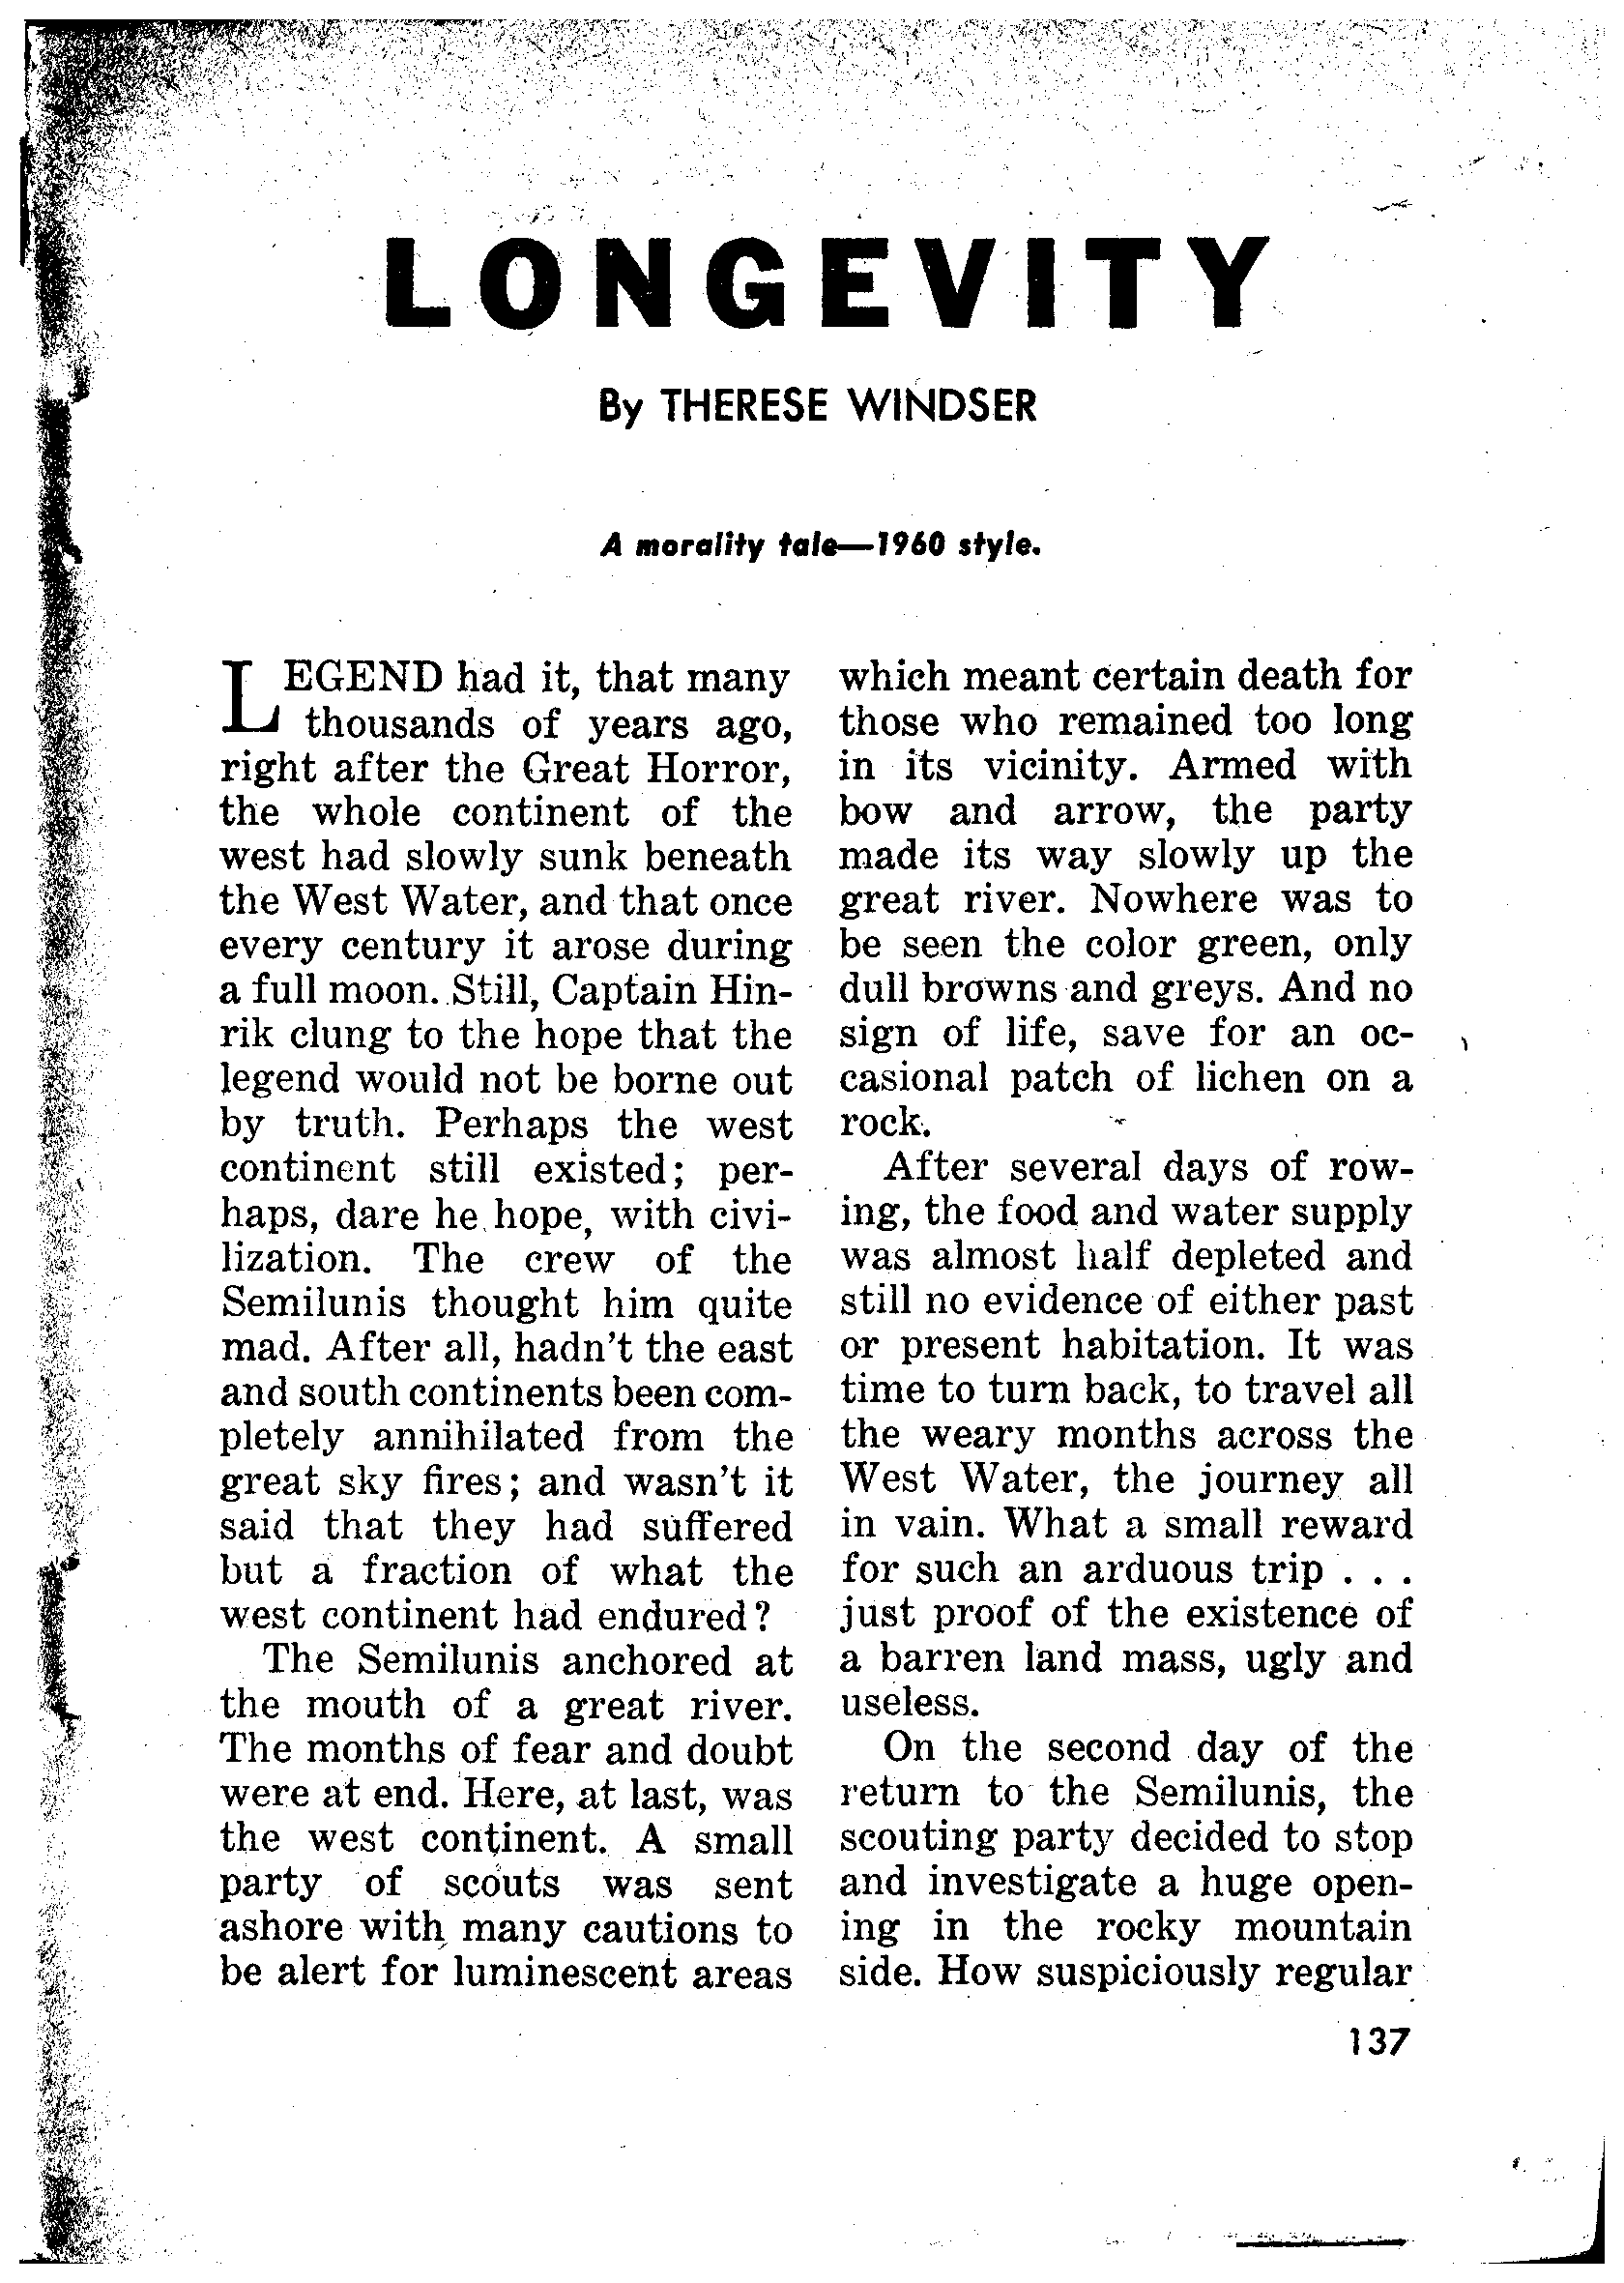 LONGEVITY
By THERESE WINDSER
A morality tale—1960 style.
LEGEND had it, that many
thousands of years ago,
right after the Great Horror,
the whole continent of the
west had slowly sunk beneath
the West Water, and that once
every century it arose during
a full moon. Still, Captain Hin-
rik clung to the hope that the
legend would not be borne out
by truth. Perhaps the west
continent still existed; per-
haps, dare he hope, with civi-
lization. The crew of the
Semilunis thought him quite
mad. After all, hadn't the east
and south continents been com-
pletely annihilated from the
great sky fires; and wasn't it
said that they had suffered
but a fraction of what the
west continent had endured?
The Semilunis anchored at
the mouth of a great river.
The months of fear and doubt
were at end. Here, at last, was
the west continent. A small
party of scouts was sent
ashore with many cautions to
be alert for luminescent areas
which meant certain death for
those who remained too long
in its vicinity. Armed with
bow and arrow, the party
made its way slowly up the
great river. Nowhere was to
be seen the color green, only
dull browns and greys. And no
sign of life, save for an oc-
casional patch of lichen on a
rock.
After several days of row-
ing, the food and water supply
was almost half depleted and
still no evidence of either past
or present habitation. It was
time to turn back, to travel all
the weary months across the
West Water, the journey all
in vain. What a small reward
for such an arduous trip . . .
just proof of the existence of
a barren land mass, ugly and
useless.
On the second day of the
return to the Semilunis, the
scouting party decided to stop
and investigate a huge open-
ing in the rocky mountain
side. How suspiciously regular
137